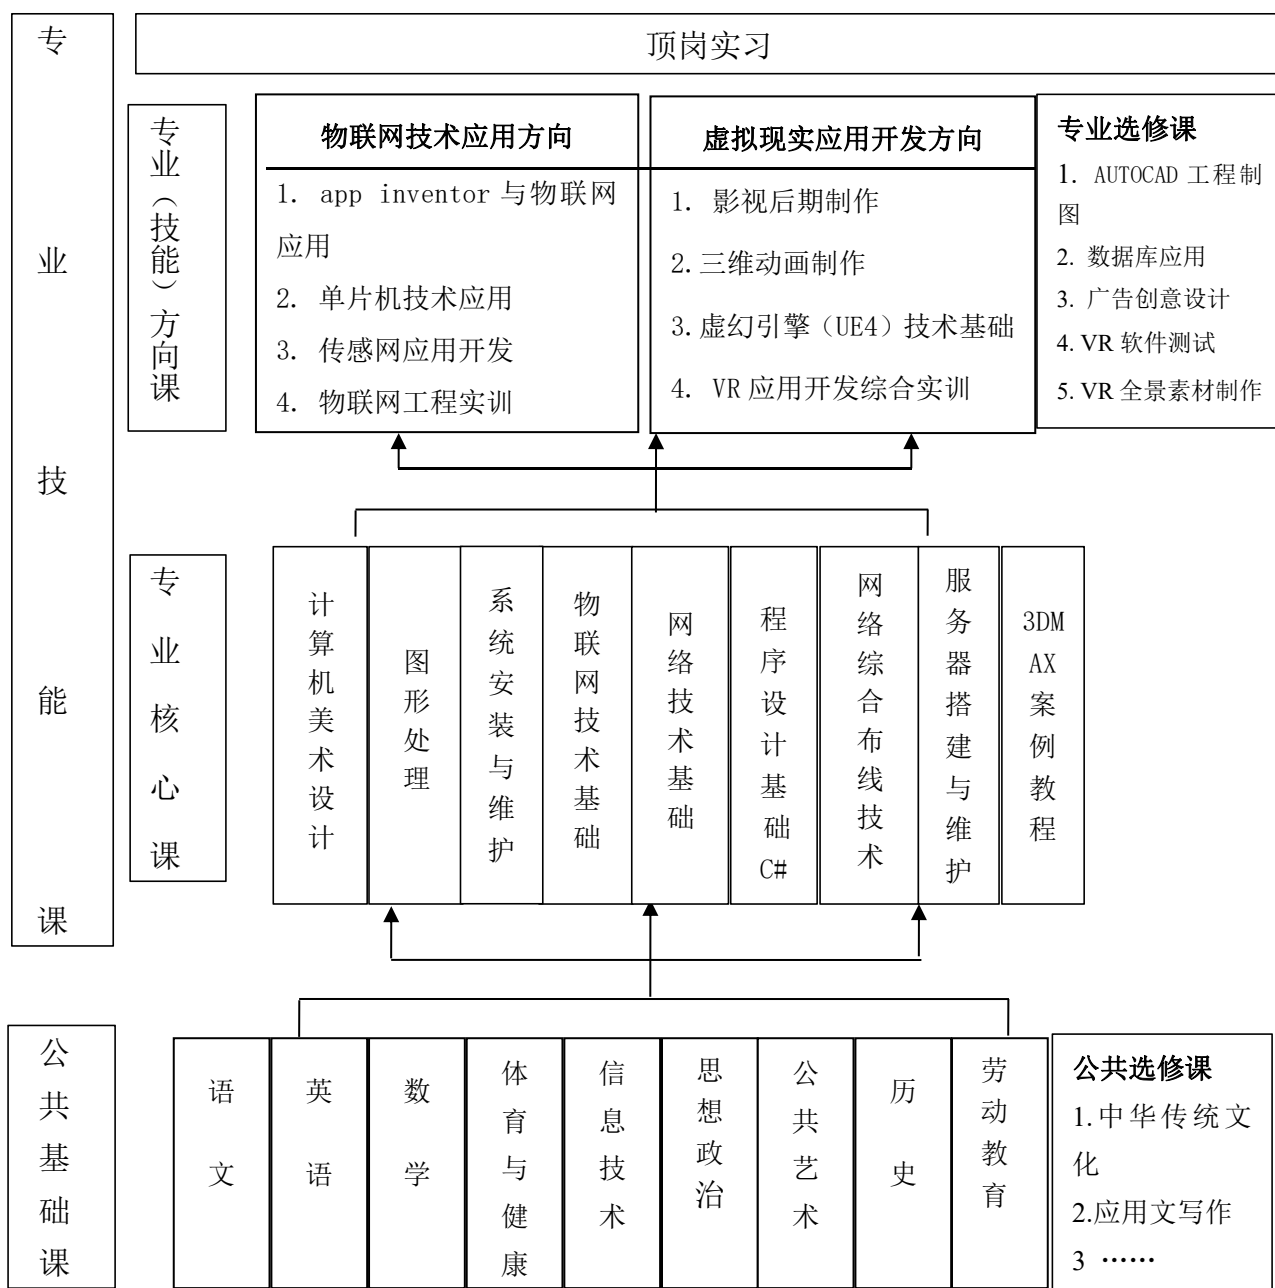 专业技能课
顶岗实习
专业（技能）方向课
物联网技术应用方向
1. app inventor 与物联网
应用
2. 单片机技术应用
3. 传感网应用开发
4. 物联网工程实训
虚拟现实应用开发方向
1. 影视后期制作
2.三维动画制作
3.虚幻引擎（UE4）技术基础
4. VR 应用开发综合实训
专业选修课
1. AUTOCAD 工程制
图
2. 数据库应用
3. 广告创意设计
4. VR 软件测试
5. VR 全景素材制作
专业核心课
计算机美术设计
图形处理
系统安装与维护
物联网技术基础
网络技术基础
程序设计基础C#
网络综合布线技术
服务器搭建与维护
3DM
AX
案例教程
公共基础课
语文
英语
数学
体育与健康
信息技术
思想政治
公共艺术
历史
劳动教育
公共选修课
1.中华传统文
化
2.应用文写作
3 ……